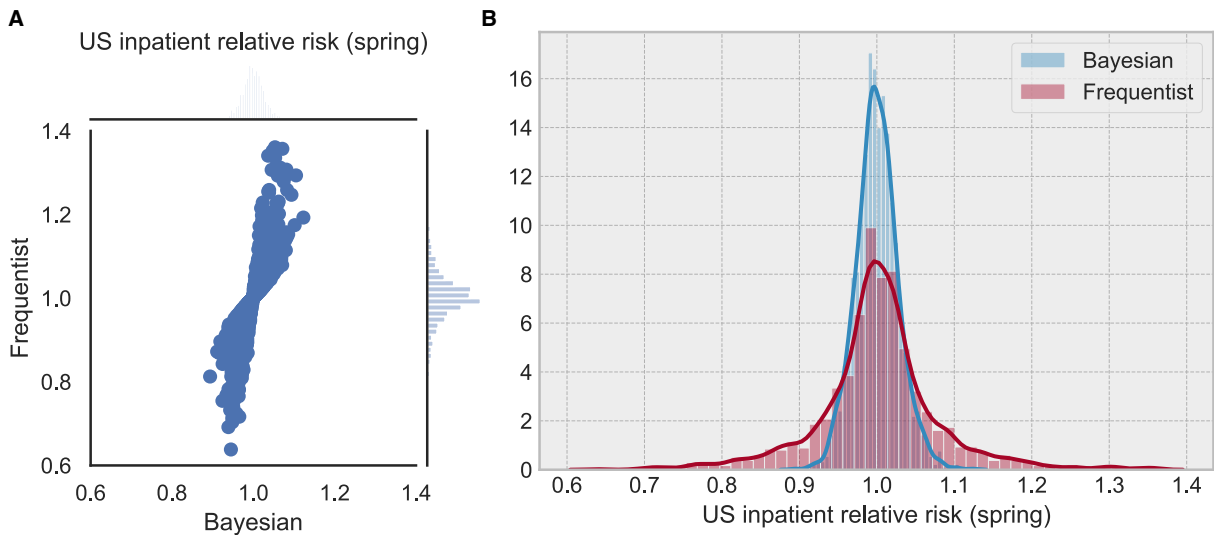 A
US inpatient relative risk (spring)
1.4
1.2
1.0
0.8
0.6
Frequentist
0.6 0.8 1.0 1.2 1.4
Bayesian
B
Bayesian
Frequentist
16
14
12
10
8
6
4
2
0
0.6 0.7 0.8 0.9 1.0 1.1 1.2 1.3 1.4
US inpatient relative risk (spring)